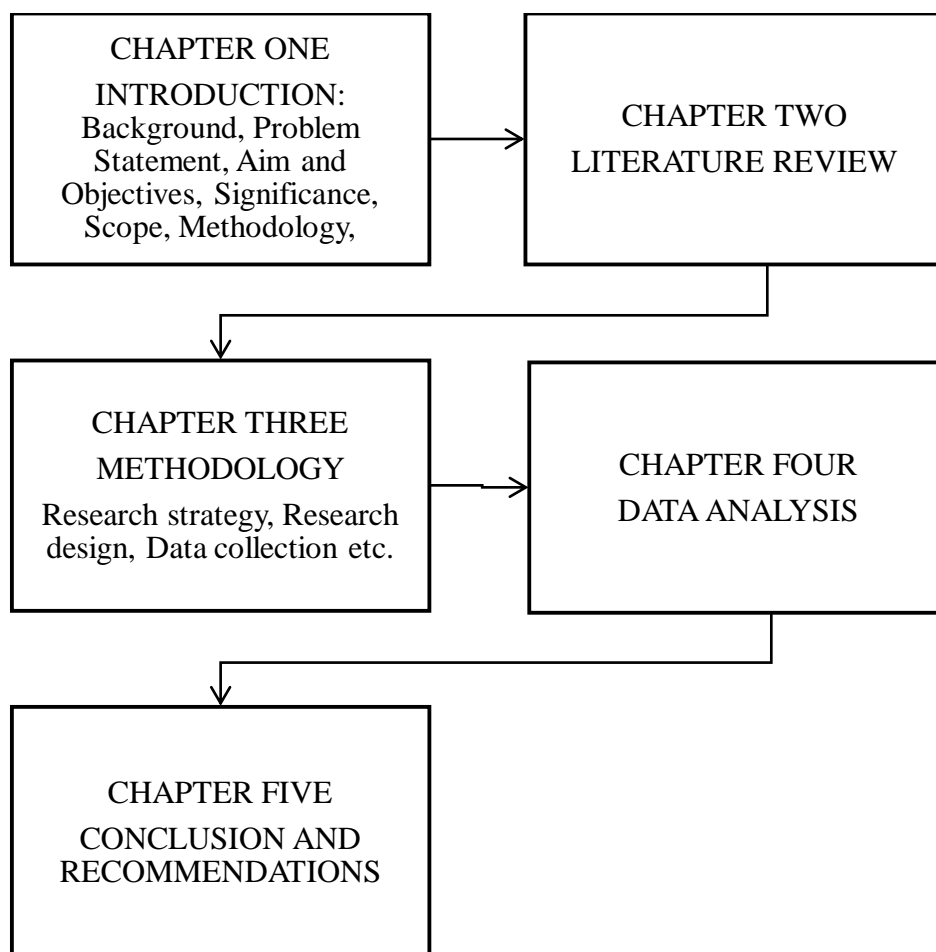 CHAPTER ONE
INTRODUCTION:
Background, Problem
Statement, Aim and
Objectives, Significance,
Scope, Methodology,
CHAPTER TWO
LITERATURE REVIEW
CHAPTER THREE
METHODOLOGY
Research strategy, Research
design, Data collection etc.
CHAPTER FOUR
DATA ANALYSIS
CHAPTER FIVE
CONCLUSION AND
RECOMMENDATIONS